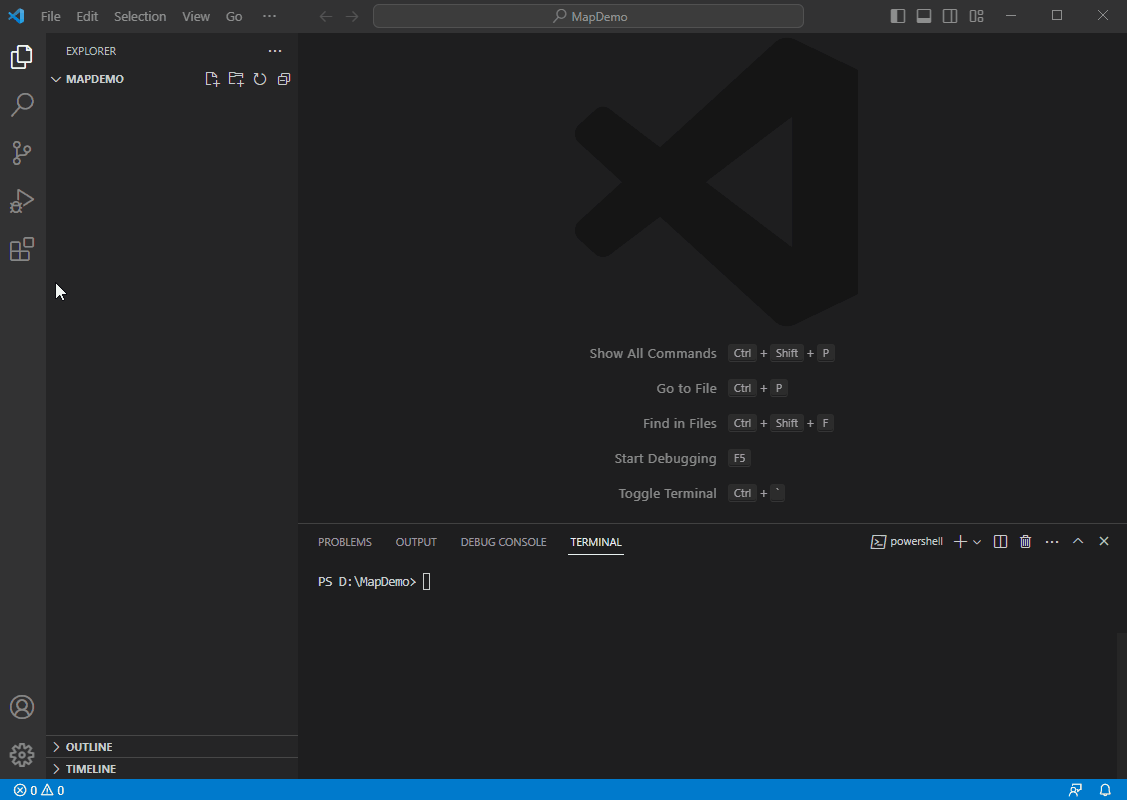 File Edit Selection View Go ··· MapDemo
EXPLORER ···
MAPDEMO
Show All Commands Ctrl + Shift + P
Go to File Ctrl + P
Find in Files Ctrl + Shift + F
Start Debugging F5
Toggle Terminal Ctrl + `
PROBLEMS OUTPUT DEBUG CONSOLE TERMINAL powershell ···
PS D:\MapDemo>
OUTLINE
TIMELINE
0 0